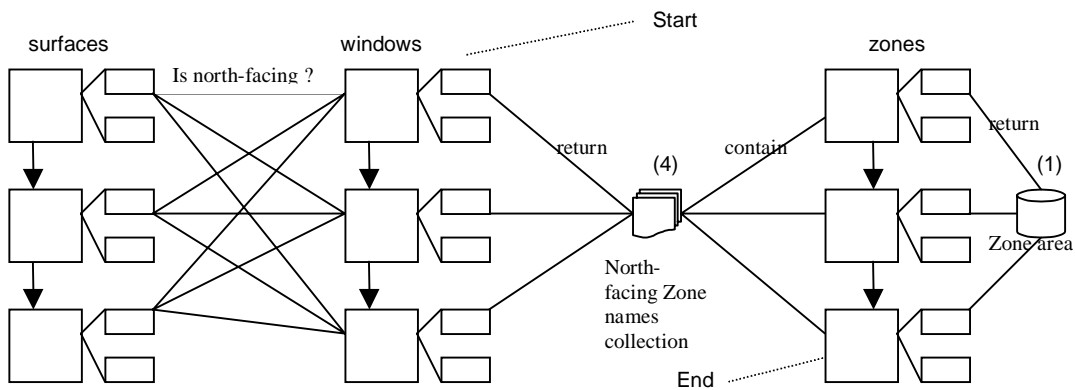 Start
surfaces
windows
zones
Is north-facing ?
return
contain
return
(4)
(1)
Zone area
North-
facing Zone
names
collection
End